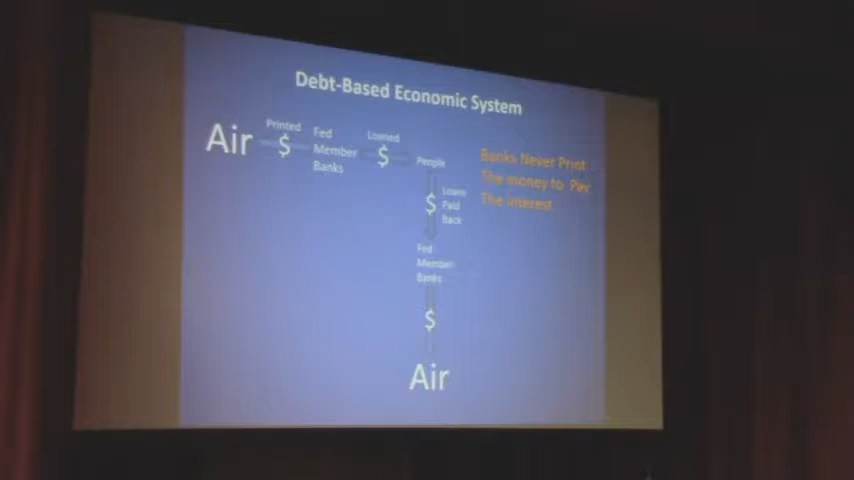 Debt-Based Economic System
Air
Printed
$
Fed
Member
Banks
Loaned
$
People
Banks Never Print
The money to Pay
The interest
$
Loans
Paid
Back
Fed
Member
Banks
$
Air